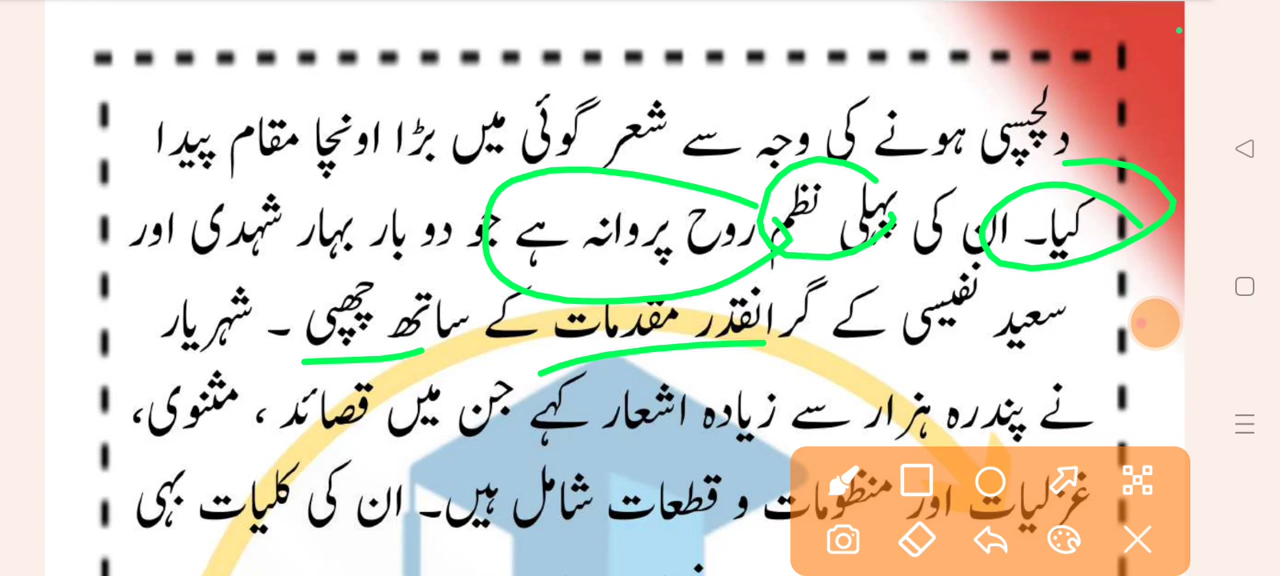 دلچسپی ہونے کی وجہ سے شعر گوئی میں بڑا اونچا مقام پیدا
کیا۔ ان کی پہلی نظم روح پروانہ ہے جو دو بار بہار شہدی اور
سعید نفیسی کے گرانقدر مقدمات کے ساتھ چھپی ۔ شہریار
نے پندرہ ہزار سے زیادہ اشعار کہے جن میں قصائد ، مثنوی،
غزلیات اور منظومات و قطعات شامل ہیں۔ ان کی کلیات بہی